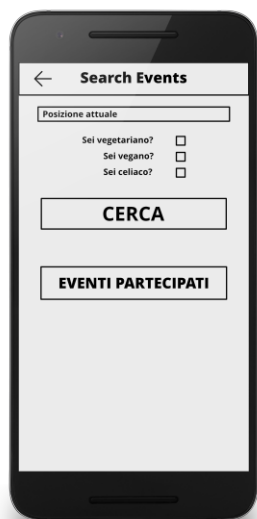 Search Events
Posizione attuale
Sei vegetariano?
Sei vegano?
Sei celiaco?
CERCA
EVENTI PARTECIPATI